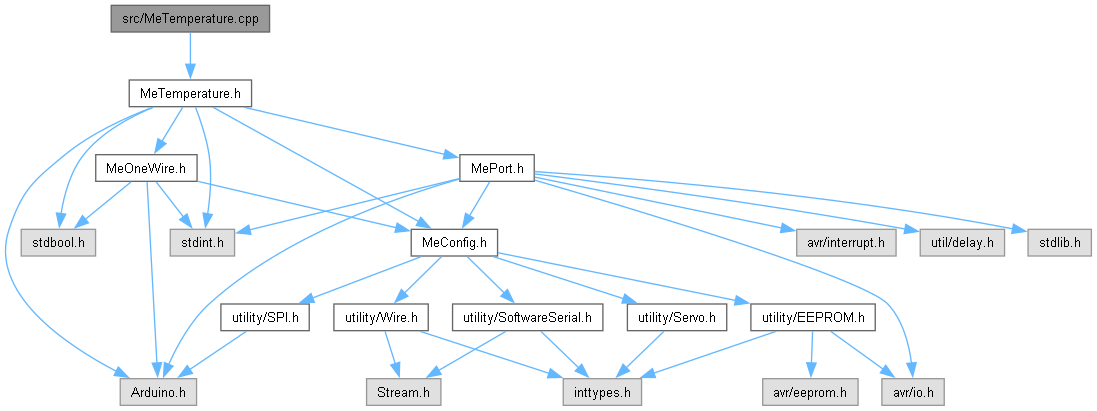 src/MeTemperature.cpp
MeTemperature.h
MeOneWire.h
MePort.h
stdbool.h
stdint.h
MeConfig.h
avr/interrupt.h
util/delay.h
stdlib.h
utility/SPI.h
utility/Wire.h
utility/SoftwareSerial.h
utility/Servo.h
utility/EEPROM.h
Arduino.h
Stream.h
inttypes.h
avr/eeprom.h
avr/io.h